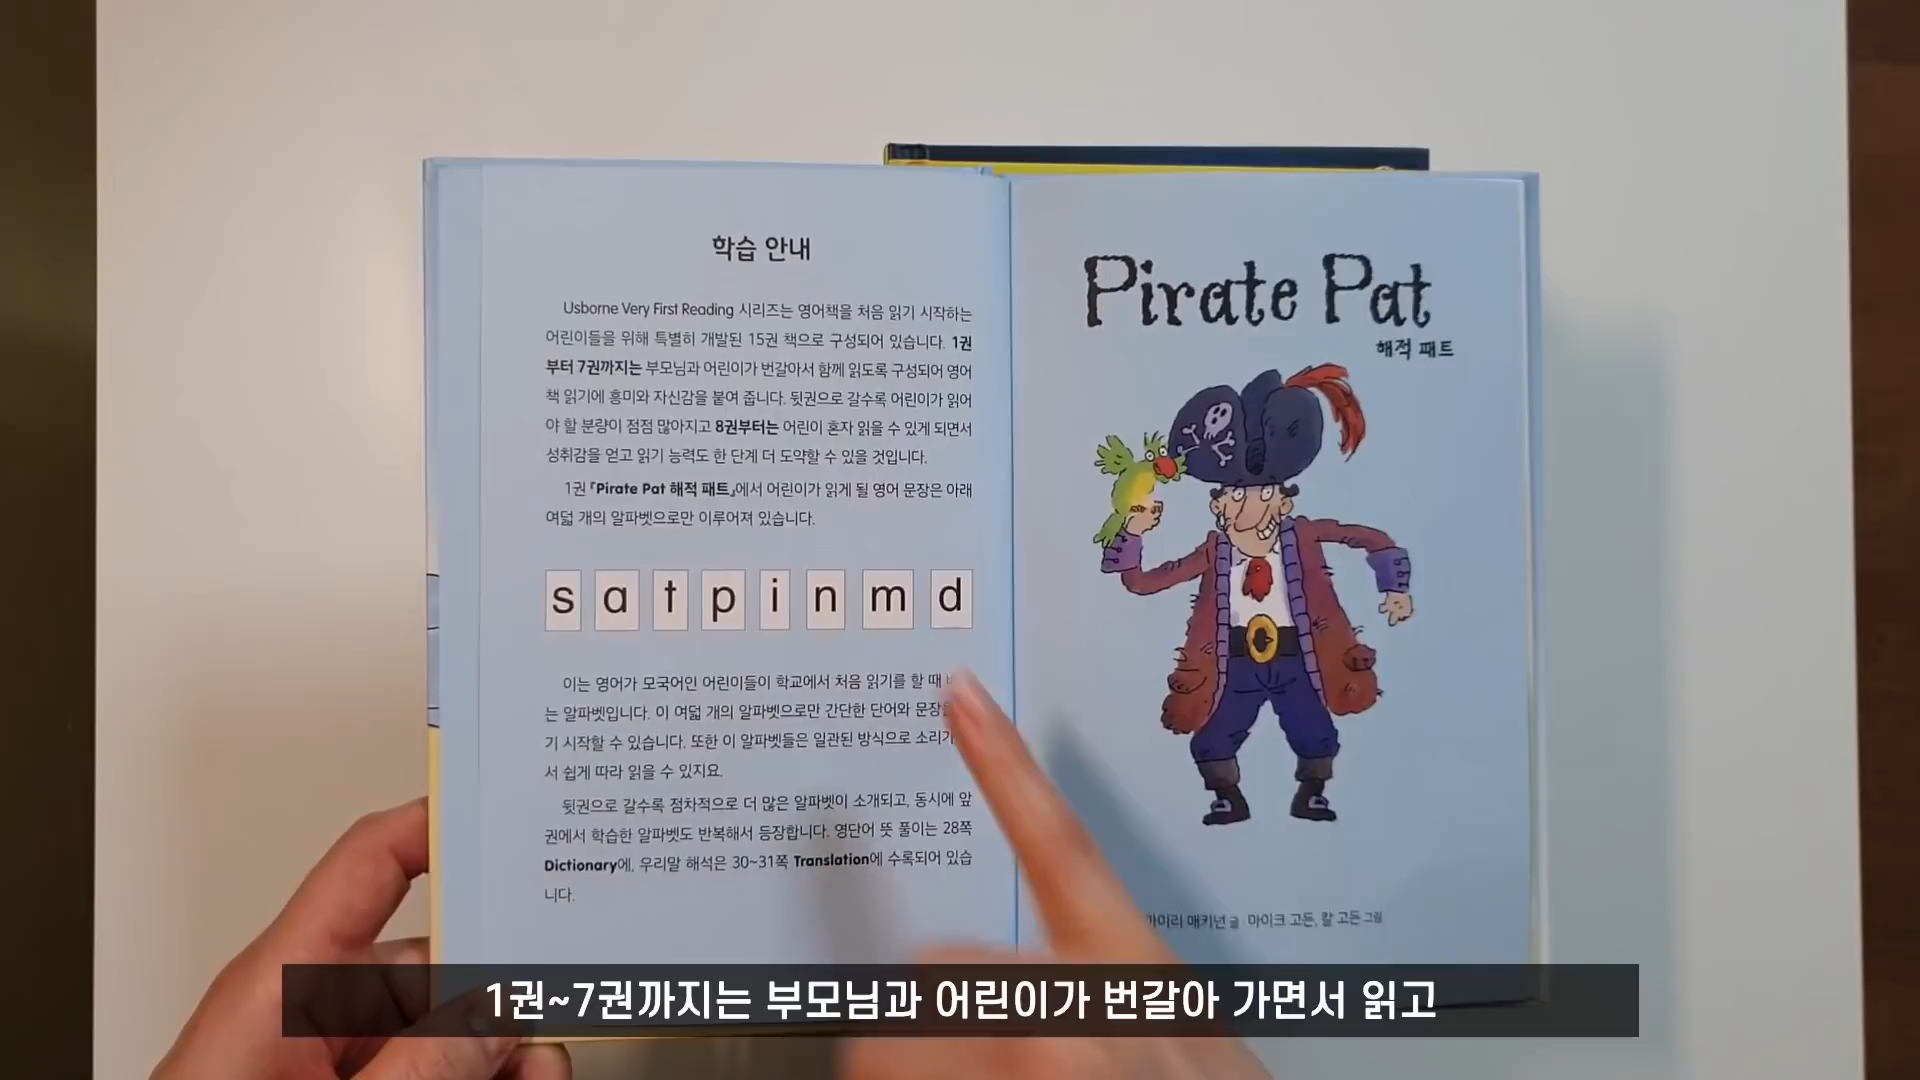 학습 안내
Usborne Very First Reading 시리즈는 영어책을 처음 읽기 시작하는
어린이들을 위해 특별히 개발된 15권 책으로 구성되어 있습니다. 1권
부터 7권까지는 부모님과 어린이가 번갈아서 함께 읽도록 구성되어 영어
책 읽기에 흥미와 자신감을 붙여 줍니다. 뒷권으로 갈수록 어린이가 읽어
야 할 분량이 점점 많아지고 8권부터는 어린이 혼자 읽을 수 있게 되면서
성취감을 얻고 읽기 능력도 한 단계 더 도약할 수 있을 것입니다.
1권 『Pirate Pat 해적 패트』에서 어린이가 읽게 될 영어 문장은 아래
여덟 개의 알파벳으로만 이루어져 있습니다.
s a t p i n m d
이는 영어가 모국어인 어린이들이 학교에서 처음 읽기를 할 때
는 알파벳입니다. 이 여덟 개의 알파벳으로만 간단한 단어와 문장을
기 시작할 수 있습니다. 또한 이 알파벳들은 일관된 방식으로
서 쉽게 따라 읽을 수 있지요.
뒷권으로 갈수록 점차적으로 더 많은 알파벳이 소개되고, 동시에 앞
권에서 학습한 알파벳도 반복해서 등장합니다. 영단어 뜻 풀이는 28쪽
Dictionary에, 우리말 해석은 30~31쪽 Translation에 수록되어 있습
니다.
Pirate Pat
해적 패트
매키넌 글 마이크 고든, 칼 고든 그림
1권~7권까지는 부모님과 어린이가 번갈아 가면서 읽고